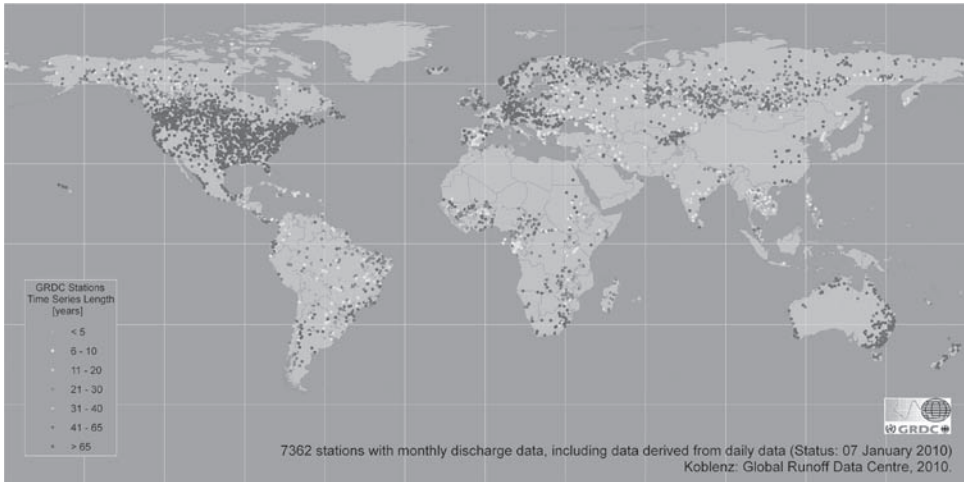 GRDC Stations
Time Series Length
[years]
< 5
6 - 10
11 - 20
21 - 30
31 - 40
41 - 65
> 65
GRDC
7362 stations with monthly discharge data, including data derived from daily data (Status: 07 January 2010)
Koblenz: Global Runoff Data Centre, 2010.